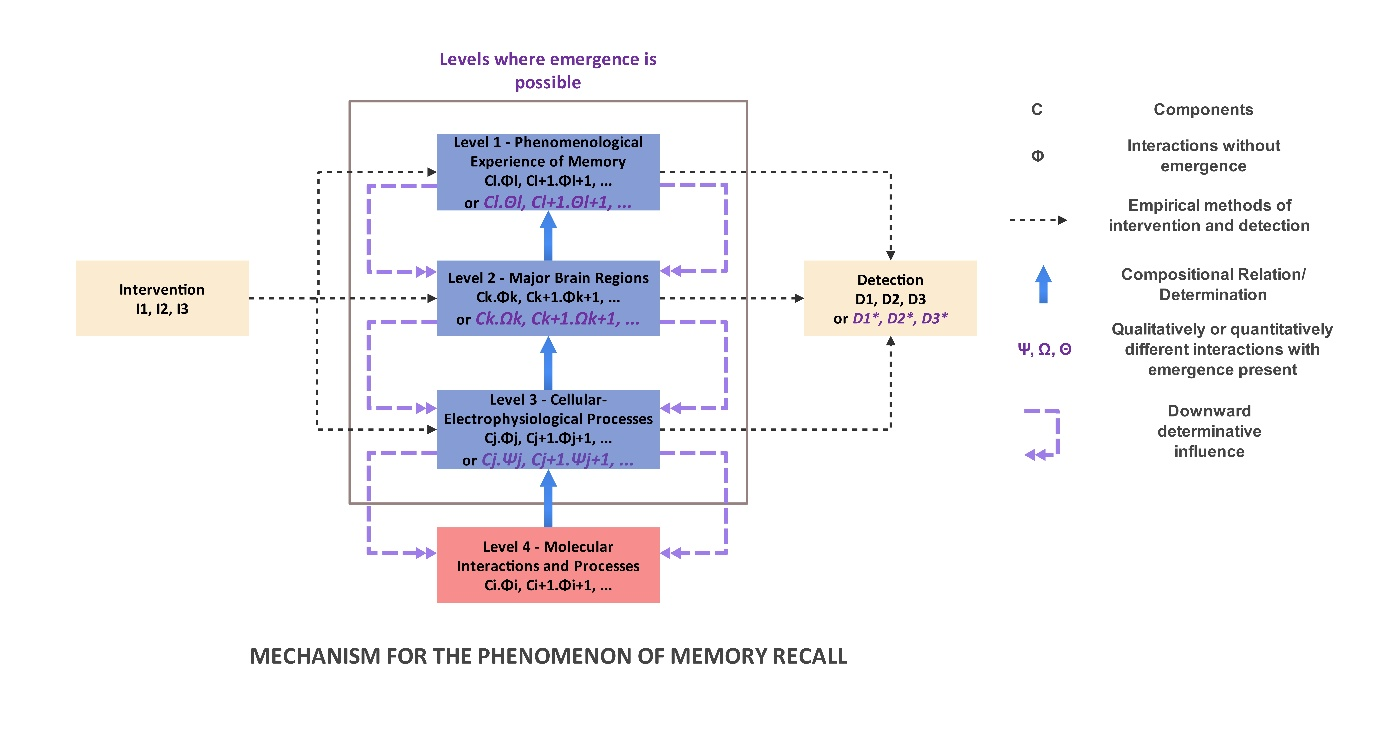 Levels where emergence is
possible
Level 1 - Phenomenological
Experience of Memory
Cl.Φl, Cl+1.Φl+1, ...
or Cl.Θl, Cl+1.Θl+1, ...
Level 2 - Major Brain Regions
Ck.Φk, Ck+1.Φk+1, ...
or Ck.Ωk, Ck+1.Ωk+1, ...
Level 3 - Cellular-
Electrophysiological Processes
Cj.Φj, Cj+1.Φj+1, ...
or Cj.Ψj, Cj+1.Ψj+1, ...
Level 4 - Molecular
Interactions and Processes
Ci.Φi, Ci+1.Φi+1, ...
Intervention
I1, I2, I3
Detection
D1, D2, D3
or D1*, D2*, D3*
C Components
Φ Interactions without
emergence
Empirical methods of
intervention and detection
Compositional Relation/
Determination
Ψ, Ω, Θ Qualitatively or quantitatively
different interactions with
emergence present
Downward
determinative
influence
MECHANISM FOR THE PHENOMENON OF MEMORY RECALL